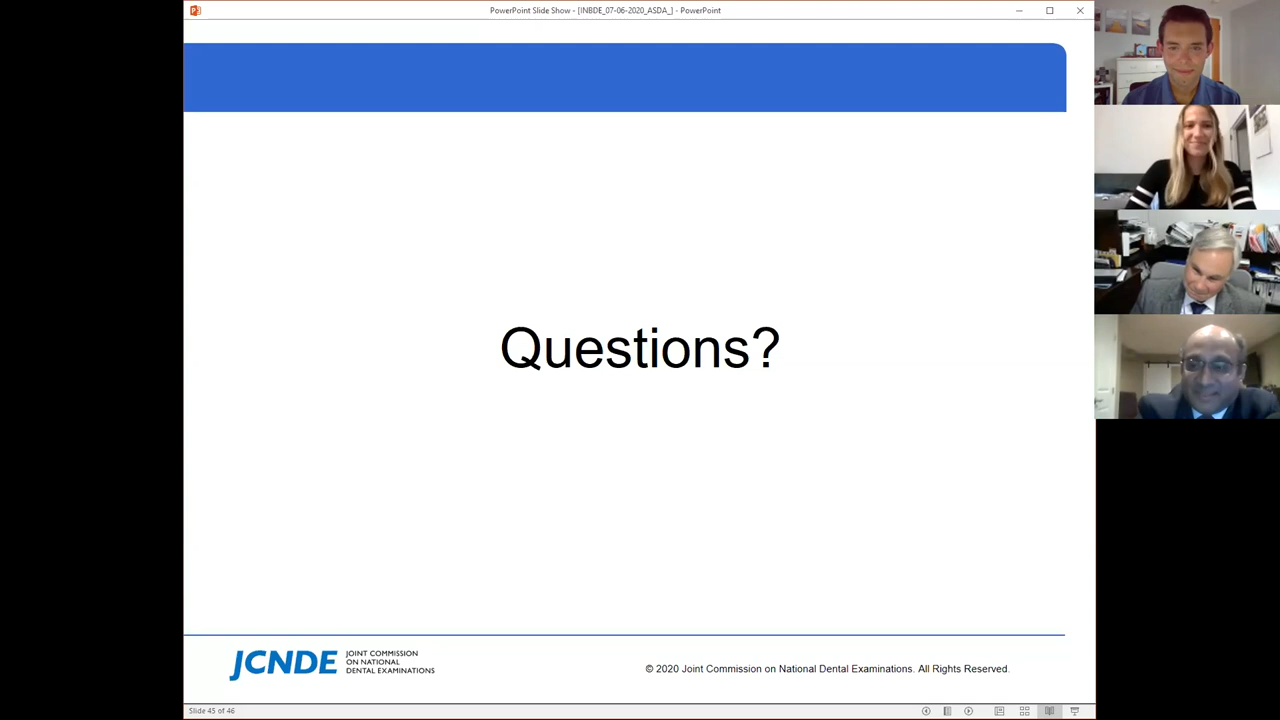 PowerPoint Slide Show - [INBDE_07-06-2020_ASDA_] - PowerPoint
Questions?
JCNDE
JOINT COMMISSION
ON NATIONAL
DENTAL EXAMINATIONS
© 2020 Joint Commission on National Dental Examinations. All Rights Reserved.
Slide 45 of 46